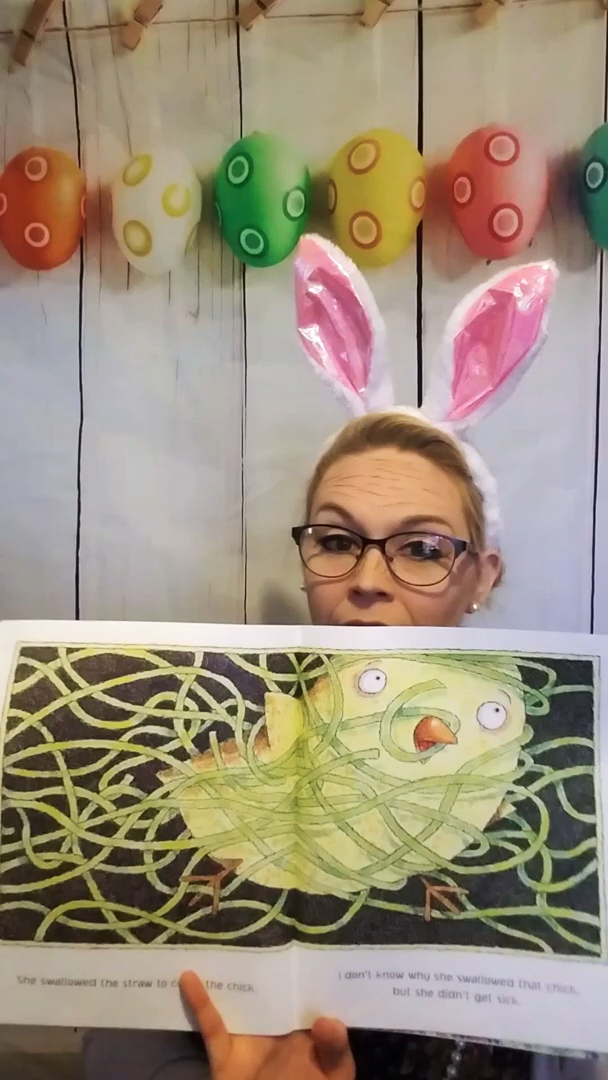 She swallowed the straw to c the chick.
I don't know why she swallowed that chick,
but she didn't get sick.